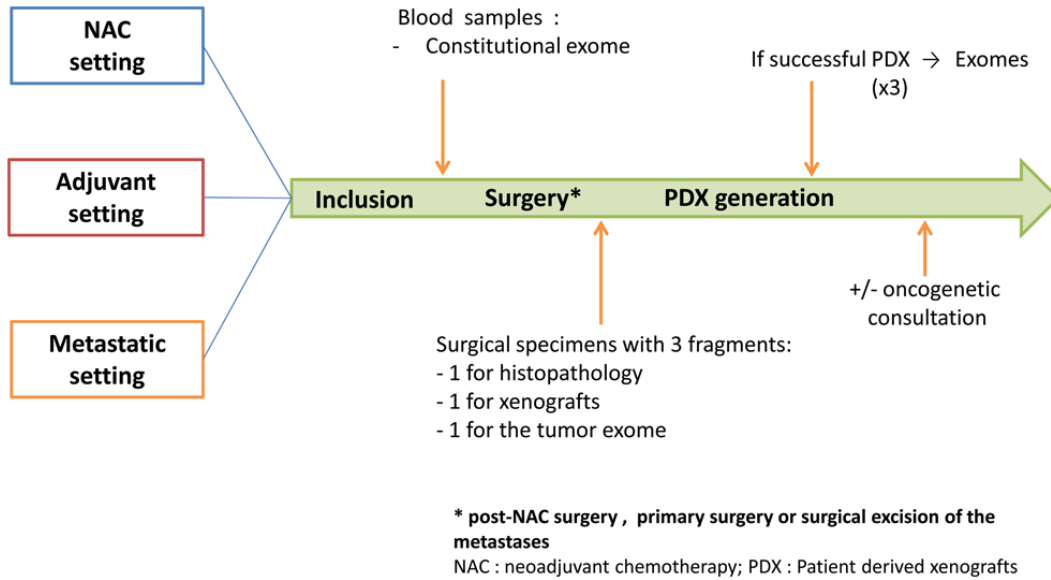 NAC
setting
Adjuvant
setting
Metastatic
setting
Blood samples :
- Constitutional exome
If successful PDX → Exomes
(x3)
Inclusion
Surgery*
PDX generation
+/- oncogenetic
consultation
Surgical specimens with 3 fragments:
- 1 for histopathology
- 1 for xenografts
- 1 for the tumor exome
* post-NAC surgery , primary surgery or surgical excision of the
metastases
NAC : neoadjuvant chemotherapy; PDX : Patient derived xenografts